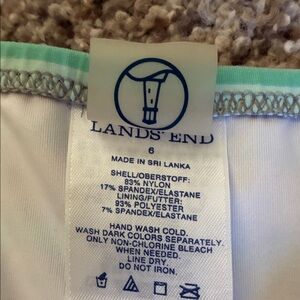 LANDS' END
6
MADE IN SRI LANKA
SHELL/OBERSTOFF:
83% NYLON
17% SPANDEX/ELASTANE
LINING/FUTTER:
93% POLYESTER
7% SPANDEX/ELASTANE
HAND WASH COLD.
WASH DARK COLORS SEPARATELY.
ONLY NON-CHLORINE BLEACH
WHEN NEEDED.
LINE DRY.
DO NOT IRON.